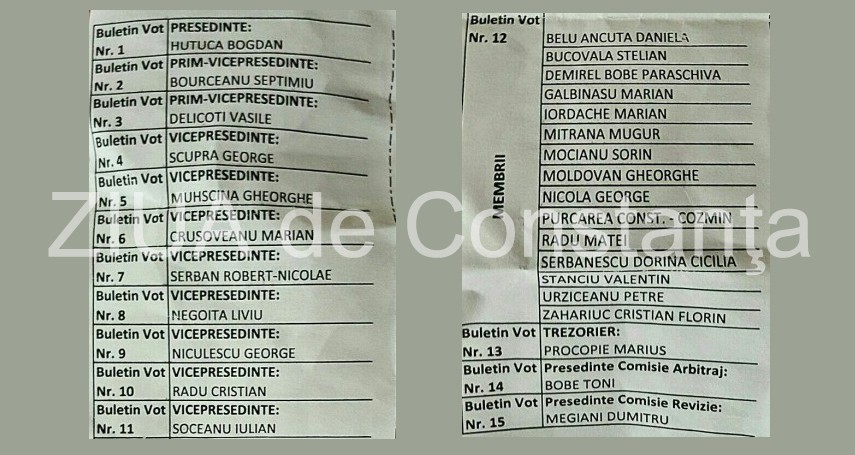 Buletin Vot PRESEDINTE:
Nr. 1 HUTUCA BOGDAN
Buletin Vot PRIM-VICEPRESEDINTE:
Nr. 2 BOURCEANU SEPTIMIU
Buletin Vot PRIM-VICEPRESEDINTE:
Nr. 3 DELICOTI VASILE
Buletin Vot VICEPRESEDINTE:
Nr. 4 SCUPRA GEORGE
Buletin Vot VICEPRESEDINTE:
Nr. 5 MUHSCINA GHEORGHE
Buletin Vot VICEPRESEDINTE:
Nr. 6 CRUSOVEANU MARIAN
Buletin Vot VICEPRESEDINTE:
Nr. 7 SERBAN ROBERT-NICOLAE
Buletin Vot VICEPRESEDINTE:
Nr. 8 NEGOITA LIVIU
Buletin Vot VICEPRESEDINTE:
Nr. 9 NICULESCU GEORGE
Buletin Vot VICEPRESEDINTE:
Nr. 10 RADU CRISTIAN
Buletin Vot VICEPRESEDINTE:
Nr. 11 SOCEANU IULIAN
Buletin Vot
Nr. 12 BELU ANCUTA DANIELA
BUCOVALA STELIAN
DEMIREL BOBE PARASCHIVA
GALBINASU MARIAN
IORDACHE MARIAN
MITRANA MUGUR
MOCIANU SORIN
MEMBRII
MOLDOVAN GHEORGHE
NICOLA GEORGE
PURCAREA CONST. - COZMIN
RADU MATEI
SERBANESCU DORINA CICILIA
STANCIU VALENTIN
URZICEANU PETRE
ZAHARIUC CRISTIAN FLORIN
Buletin Vot TREZORIER:
Nr. 13 PROCOPIE MARIUS
Buletin Vot Presedinte Comisie Arbitraj:
Nr. 14 BOBE TONI
Buletin Vot Presedinte Comisie Revizie:
Nr. 15 MEGIANI DUMITRU
ZIUA de Constanţa